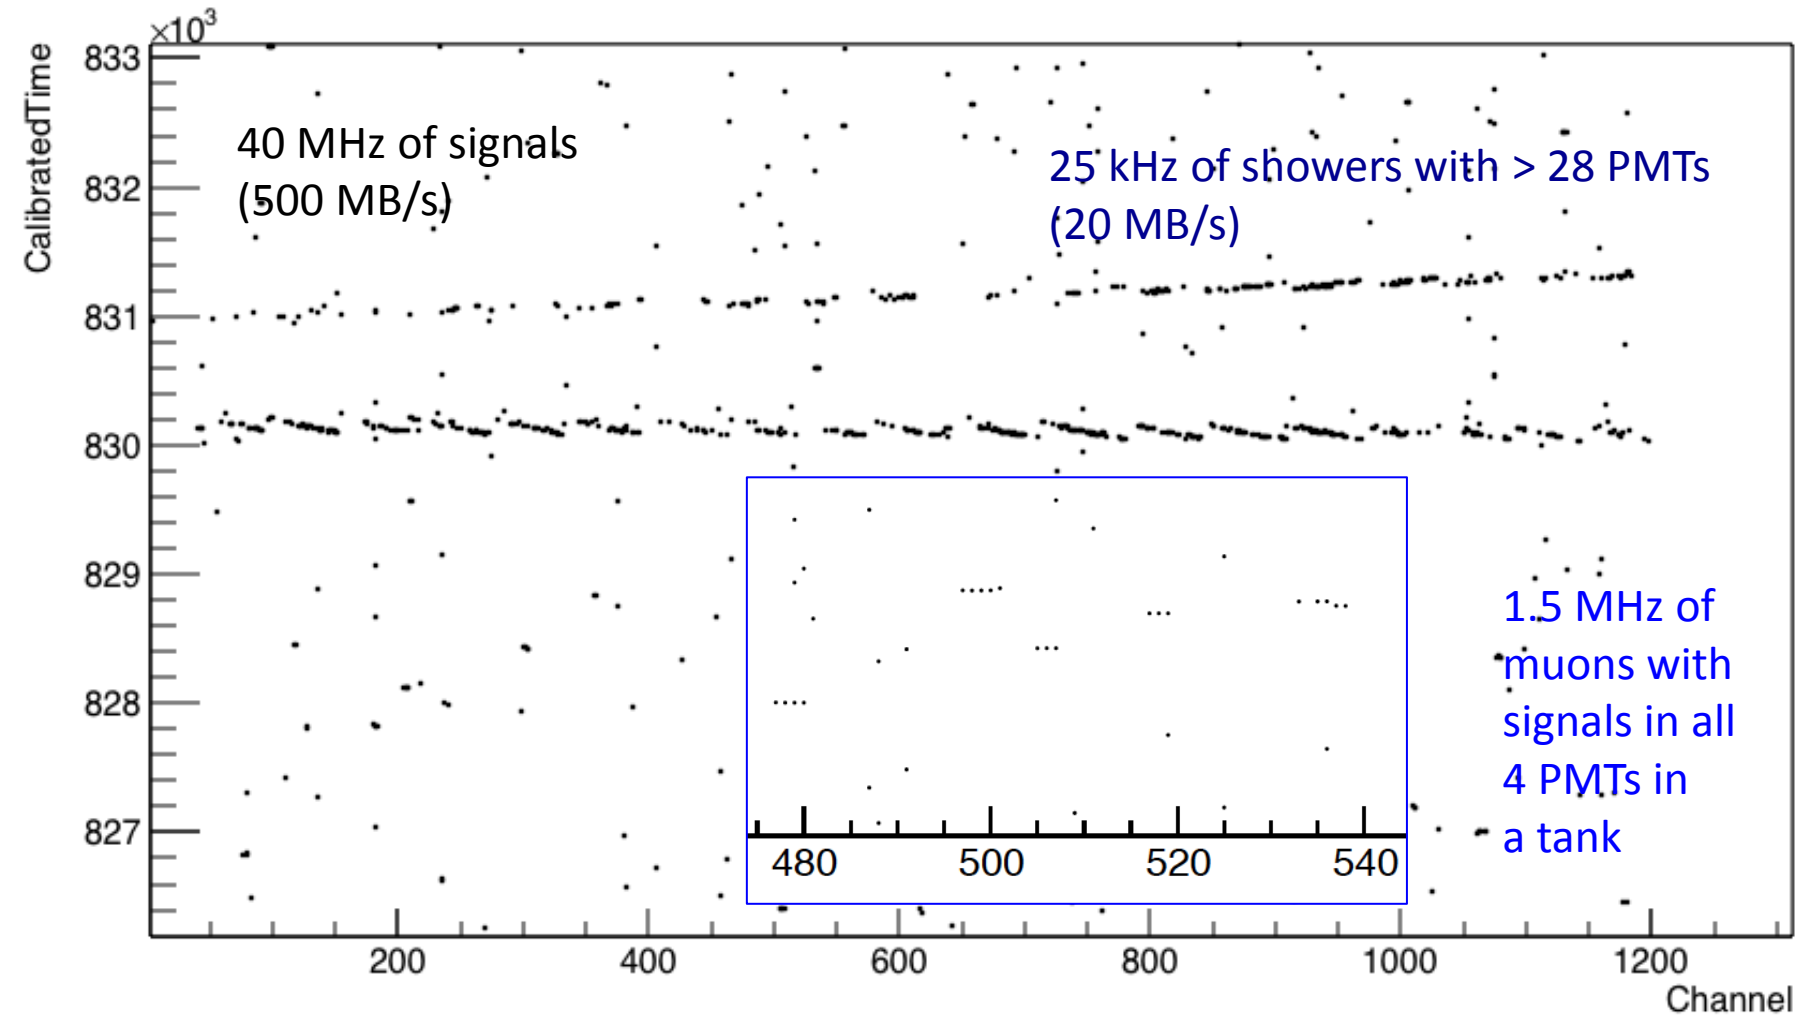 ×10³
CalibratedTime
833
832
831
830
829
828
827
40 MHz of signals
(500 MB/s)
25 kHz of showers with > 28 PMTs
(20 MB/s)
1.5 MHz of
muons with
signals in all
4 PMTs in
a tank
480 500 520 540
200 400 600 800 1000 1200
Channel